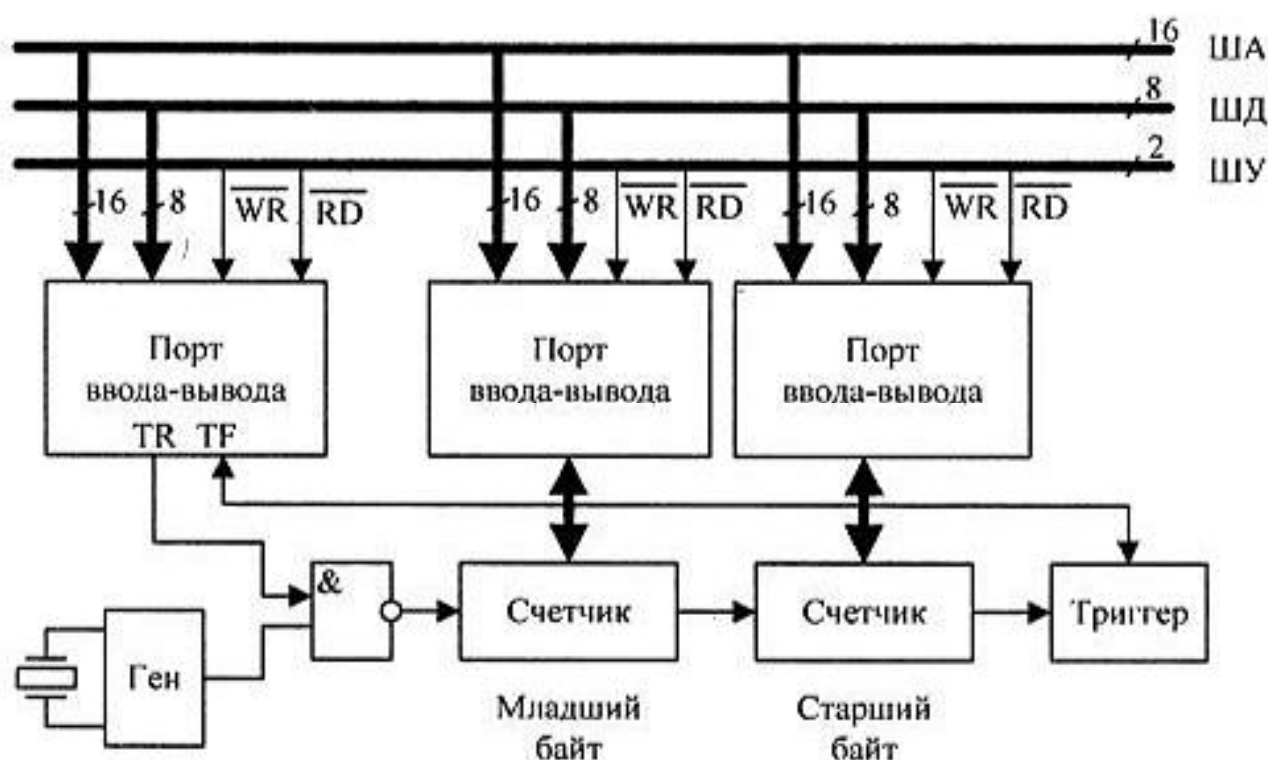 16
ША
8
ШД
2
ШУ
16 8 WR RD
16 8 WR RD
16 8 WR RD
Порт
ввода-вывода
TR TF
Порт
ввода-вывода
Порт
ввода-вывода
&
Ген
Счетчик
Счетчик
Триггер
Младший
байт
Старший
байт